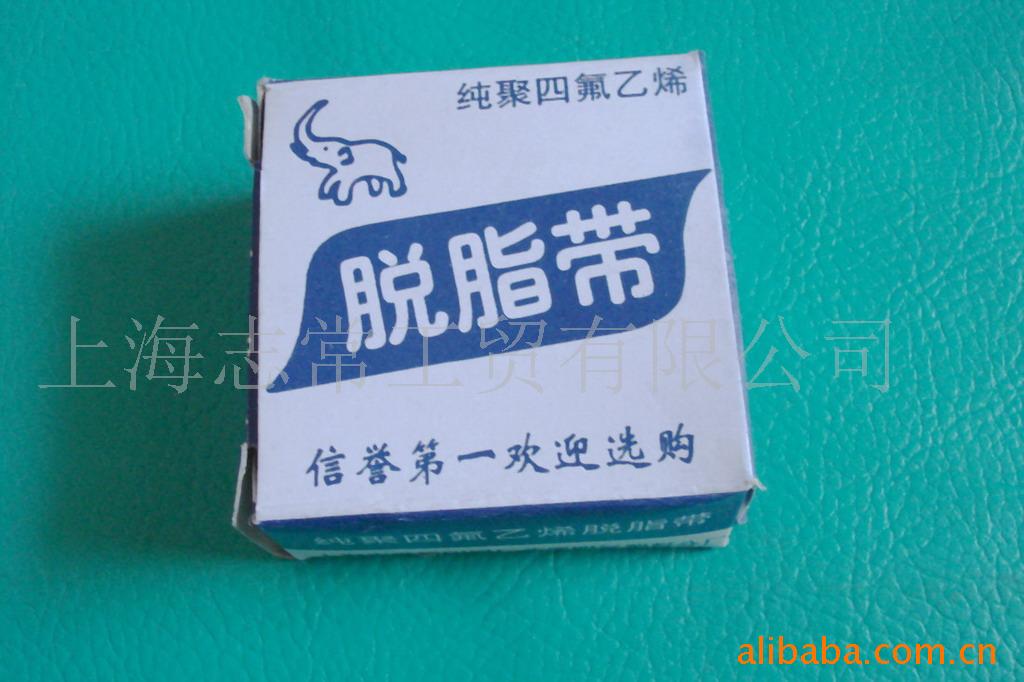 纯聚四氟乙烯
脱脂带
上海志常工贸有限公司
信誉第一欢迎选购
纯聚四氟乙烯脱脂带
alibaba.com.cn